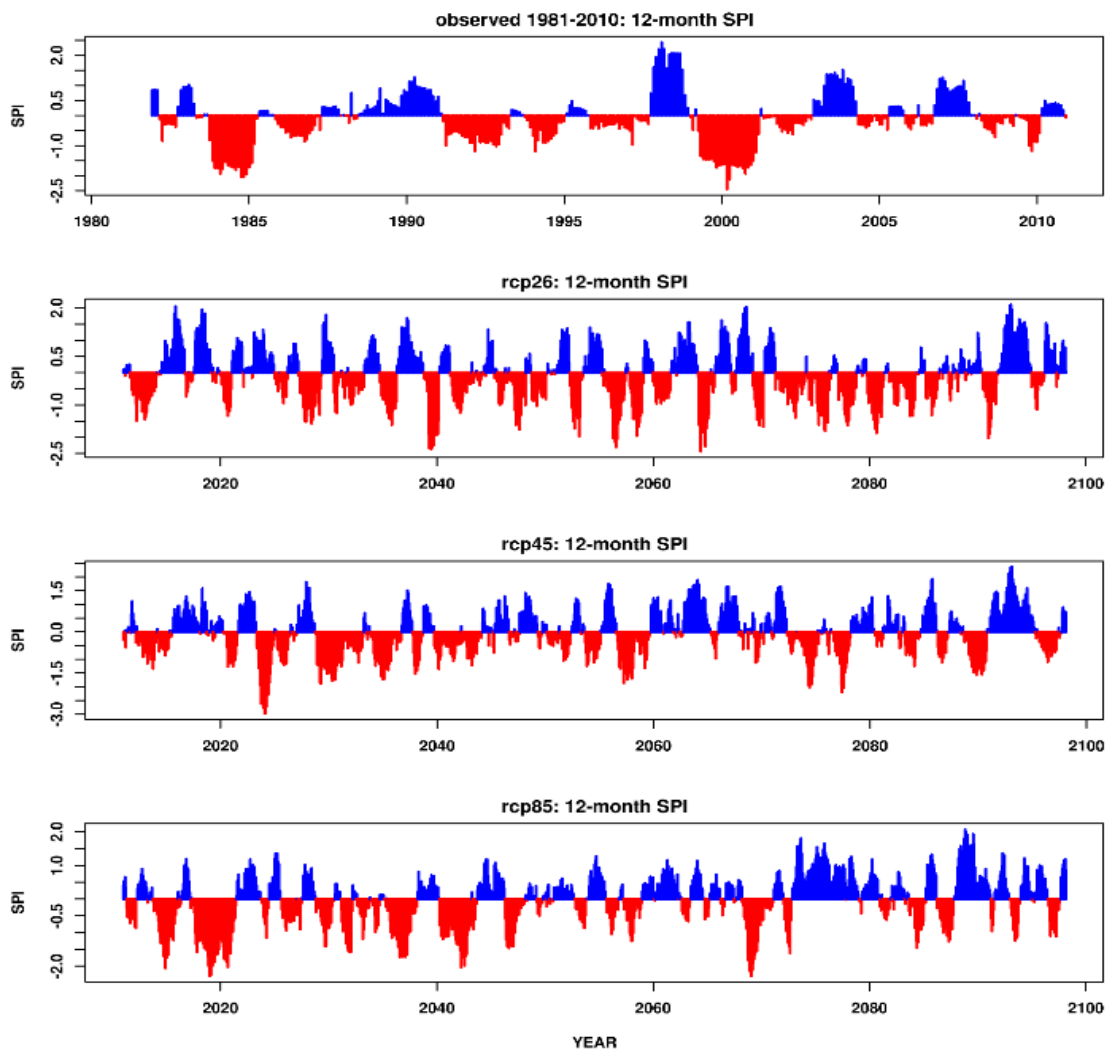 observed 1981-2010: 12-month SPI
SPI
2.0
0.5
-1.0
-2.5
1980 1985 1990 1995 2000 2005 2010
rcp26: 12-month SPI
SPI
2.0
0.5
-1.0
-2.5
2020 2040 2060 2080 2100
rcp45: 12-month SPI
SPI
1.5
0.0
-1.5
-3.0
2020 2040 2060 2080 2100
rcp85: 12-month SPI
SPI
2.0
1.0
-0.5
-2.0
2020 2040 2060 2080 2100
YEAR